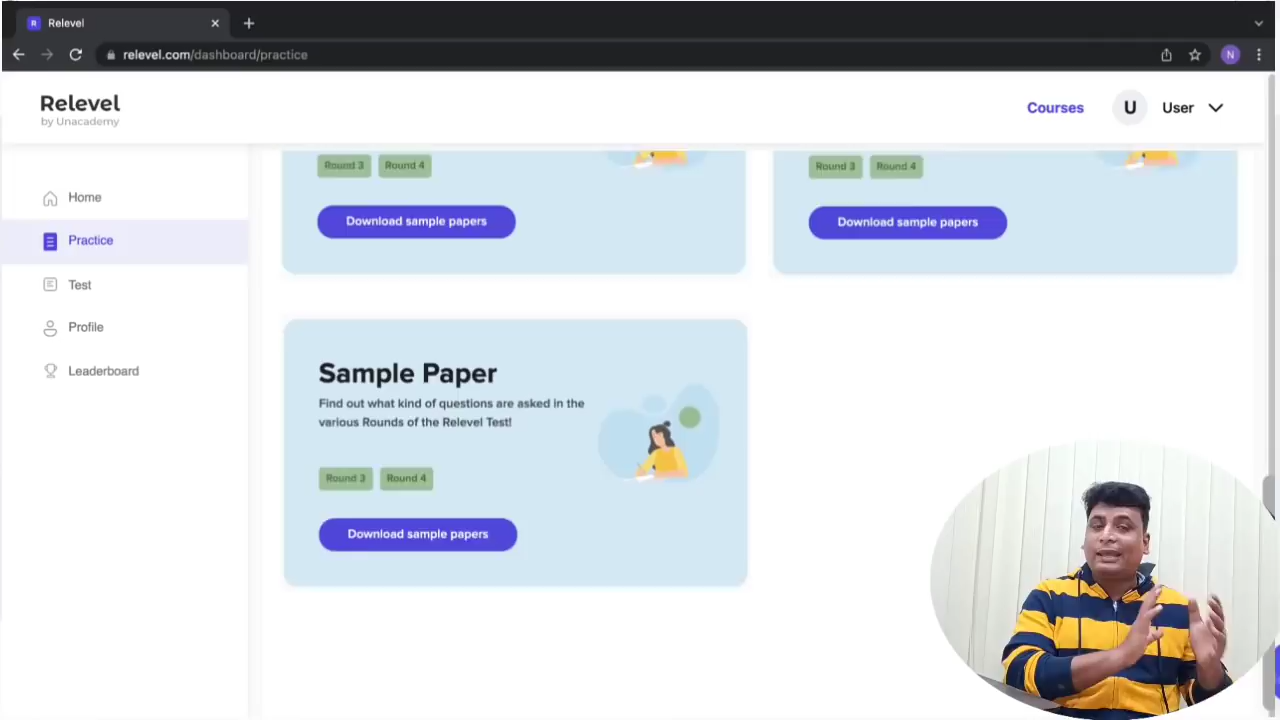 R Relevel
relevel.com/dashboard/practice
N
Relevel
by Unacademy
Courses
U
User
Home
Practice
Test
Profile
Leaderboard
Round 3 Round 4
Download sample papers
Round 3 Round 4
Download sample papers
Sample Paper
Find out what kind of questions are asked in the
various Rounds of the Relevel Test!
Round 3 Round 4
Download sample papers